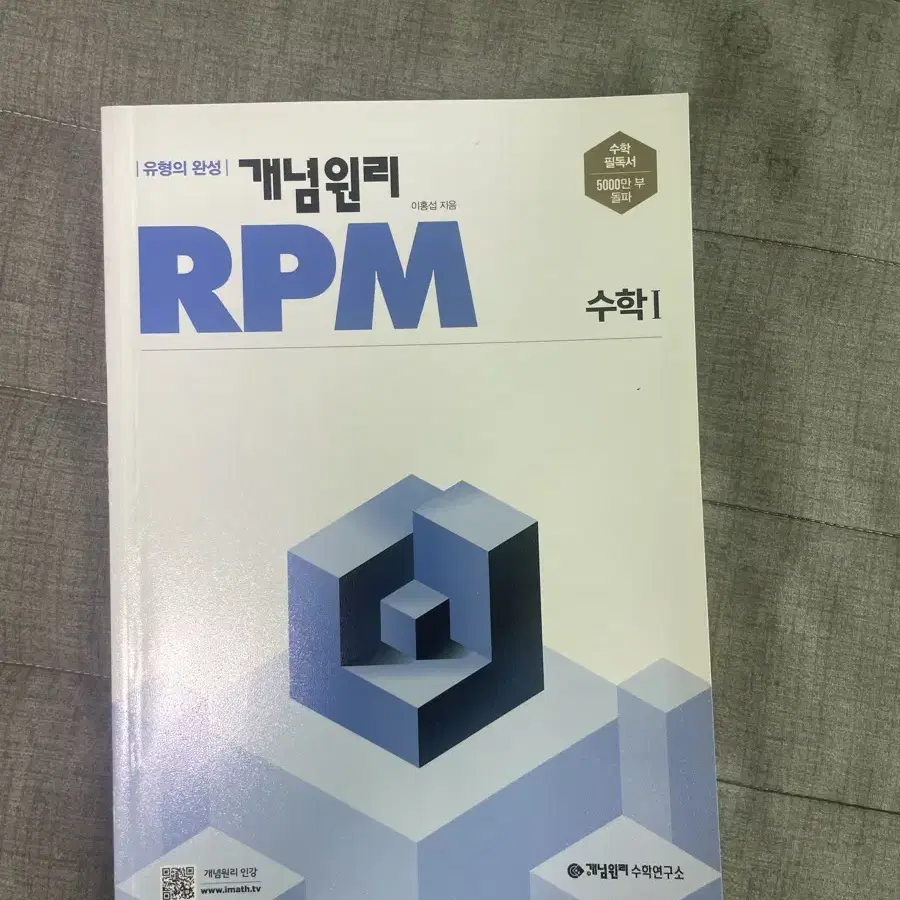 유형의 완성
개념원리
이홍섭 지음
RPM
수학
필독서
5000만 부
돌파
수학 I
개념원리 인강
www.imath.tv
개념원리 수학연구소